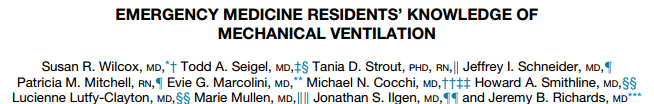 EMERGENCY MEDICINE RESIDENTS’ KNOWLEDGE OF
MECHANICAL VENTILATION
Susan R. Wilcox, MD,*† Todd A. Seigel, MD,‡§ Tania D. Strout, PHD, RN,‖ Jeffrey I. Schneider, MD,¶
Patricia M. Mitchell, RN,¶ Evie G. Marcolini, MD,** Michael N. Cocchi, MD,††‡‡ Howard A. Smithline, MD,§§
Lucienne Lutfy-Clayton, MD,§§ Marie Mullen, MD,‖‖ Jonathan S. Ilgen, MD,¶¶ and Jeremy B. Richards, MD***